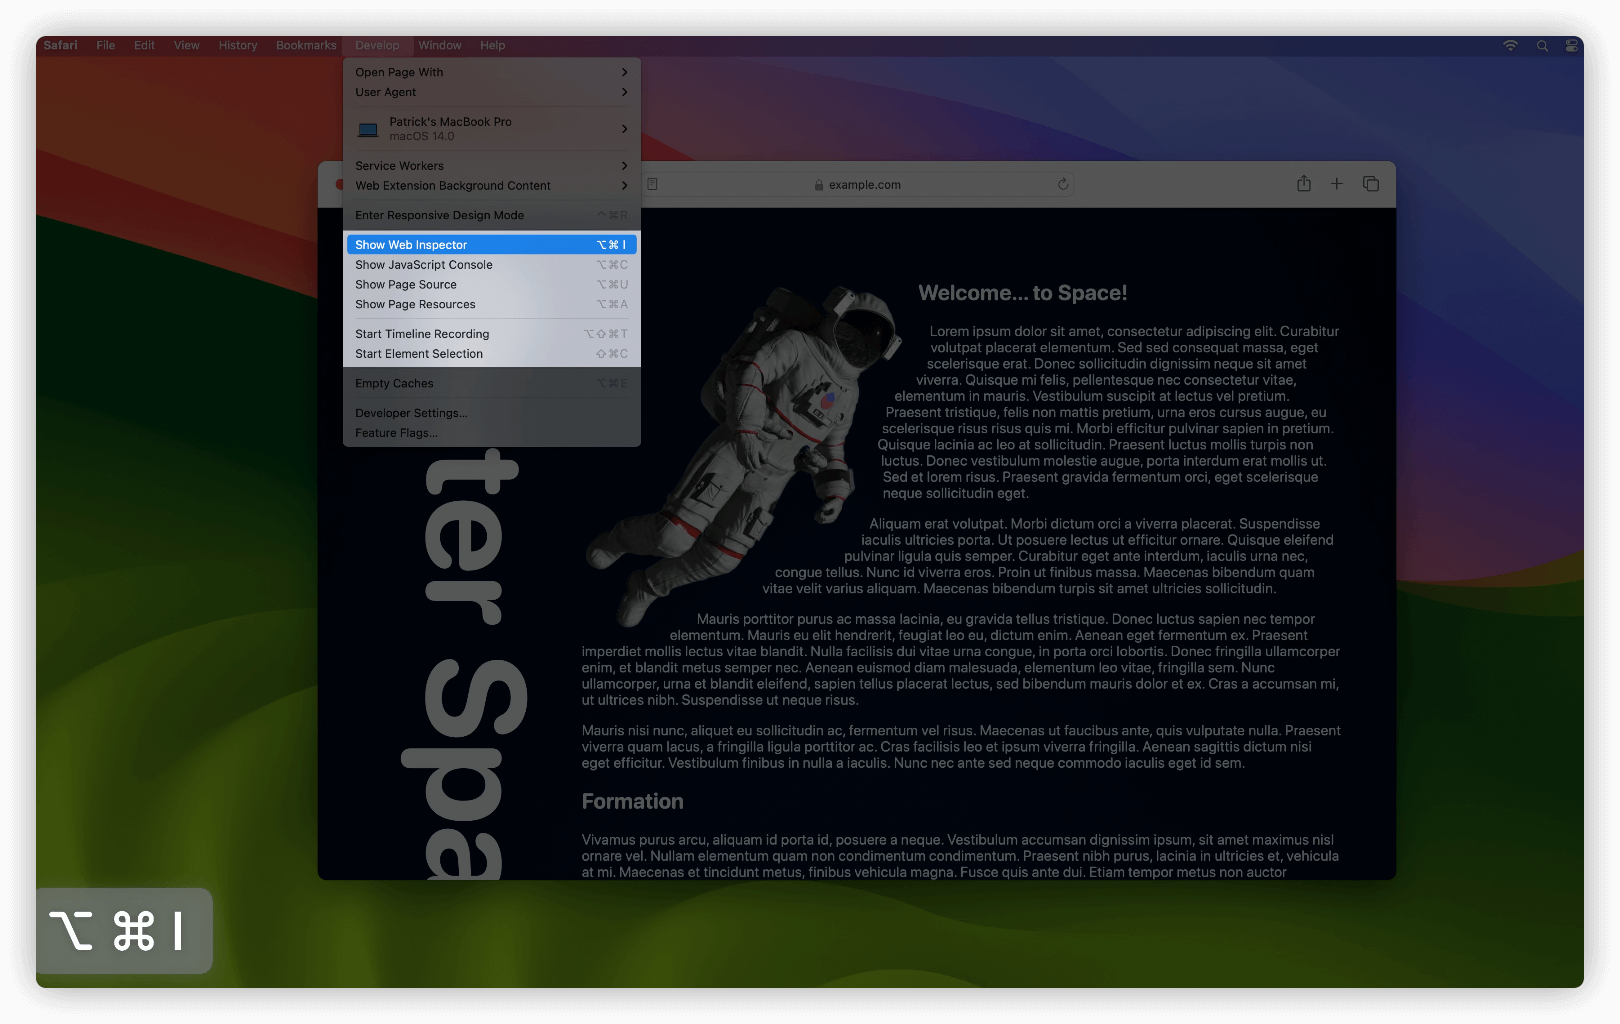 Safari File Edit View History Bookmarks Develop Window Help
Open Page With
User Agent
Patrick's MacBook Pro
macOS 14.0
Service Workers
Web Extension Background Content
Enter Responsive Design Mode ⌃⌘R
Show Web Inspector ⌥⌘I
Show JavaScript Console ⌥⌘C
Show Page Source ⌥⌘U
Show Page Resources ⌥⌘A
Start Timeline Recording ⌥⇧⌘T
Start Element Selection ⇧⌘C
Empty Caches ⌥⌘E
Developer Settings...
Feature Flags...
example.com
ter Spa
Welcome... to Space!
Lorem ipsum dolor sit amet, consectetur adipiscing elit. Curabitur
volutpat placerat elementum. Sed sed consequat massa, eget
scelerisque erat. Donec sollicitudin dignissim neque sit amet
viverra. Quisque mi felis, pellentesque nec consectetur vitae,
elementum in mauris. Vestibulum suscipit at lectus vel pretium.
Praesent tristique, felis non mattis pretium, urna eros cursus augue, eu
scelerisque risus risus quis mi. Morbi efficitur pulvinar sapien in pretium.
Quisque lacinia ac leo at sollicitudin. Praesent luctus mollis turpis non
luctus. Donec vestibulum molestie augue, porta interdum erat mollis ut.
Sed et lorem risus. Praesent gravida fermentum orci, eget scelerisque
neque sollicitudin eget.
Aliquam erat volutpat. Morbi dictum orci a viverra placerat. Suspendisse
iaculis ultricies porta. Ut posuere lectus ut efficitur ornare. Quisque eleifend
pulvinar ligula quis semper. Curabitur eget ante interdum, iaculis urna nec,
congue tellus. Nunc id viverra eros. Proin ut finibus massa. Maecenas bibendum quam
vitae velit varius aliquam. Maecenas bibendum turpis sit amet ultricies sollicitudin.
Mauris porttitor purus ac massa lacinia, eu gravida tellus tristique. Donec luctus sapien nec tempor
elementum. Mauris eu elit hendrerit, feugiat leo eu, dictum enim. Aenean eget fermentum ex. Praesent
imperdiet mollis lectus vitae blandit. Nulla facilisis dui vitae urna congue, in porta orci lobortis. Donec fringilla ullamcorper
enim, et blandit metus semper nec. Aenean euismod diam malesuada, elementum leo vitae, fringilla sem. Nunc
ullamcorper, urna et blandit eleifend, sapien tellus placerat lectus, sed bibendum mauris dolor et ex. Cras a accumsan mi,
ut ultrices nibh. Suspendisse ut neque risus.
Mauris nisi nunc, aliquet eu sollicitudin ac, fermentum vel risus. Maecenas ut faucibus ante, quis vulputate nulla. Praesent
viverra quam lacus, a fringilla ligula porttitor ac. Cras facilisis leo et ipsum viverra fringilla. Aenean sagittis dictum nisi
eget efficitur. Vestibulum finibus in nulla a iaculis. Nunc nec ante sed neque commodo iaculis eget id sem.
Formation
Vivamus purus arcu, aliquam id porta id, posuere a neque. Vestibulum accumsan dignissim ipsum, sit amet maximus nisl
ornare vel. Nullam elementum quam non condimentum condimentum. Praesent nibh purus, lacinia in ultricies et, vehicula
at mi. Maecenas et tincidunt metus, finibus vehicula magna. Fusce quis ante dui. Etiam tempor metus non auctor
⌥ ⌘ I